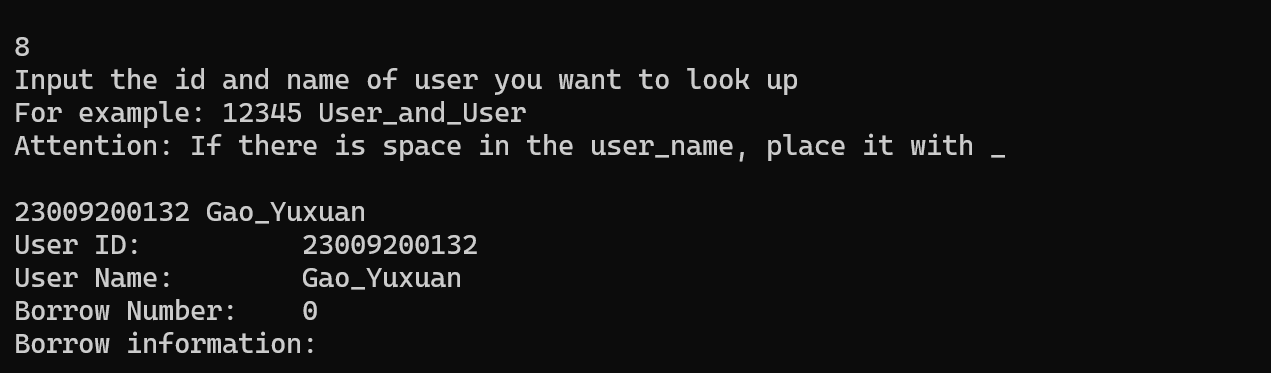 8
Input the id and name of user you want to look up
For example: 12345 User_and_User
Attention: If there is space in the user_name, place it with _
23009200132 Gao_Yuxuan
User ID: 23009200132
User Name: Gao_Yuxuan
Borrow Number: 0
Borrow information: